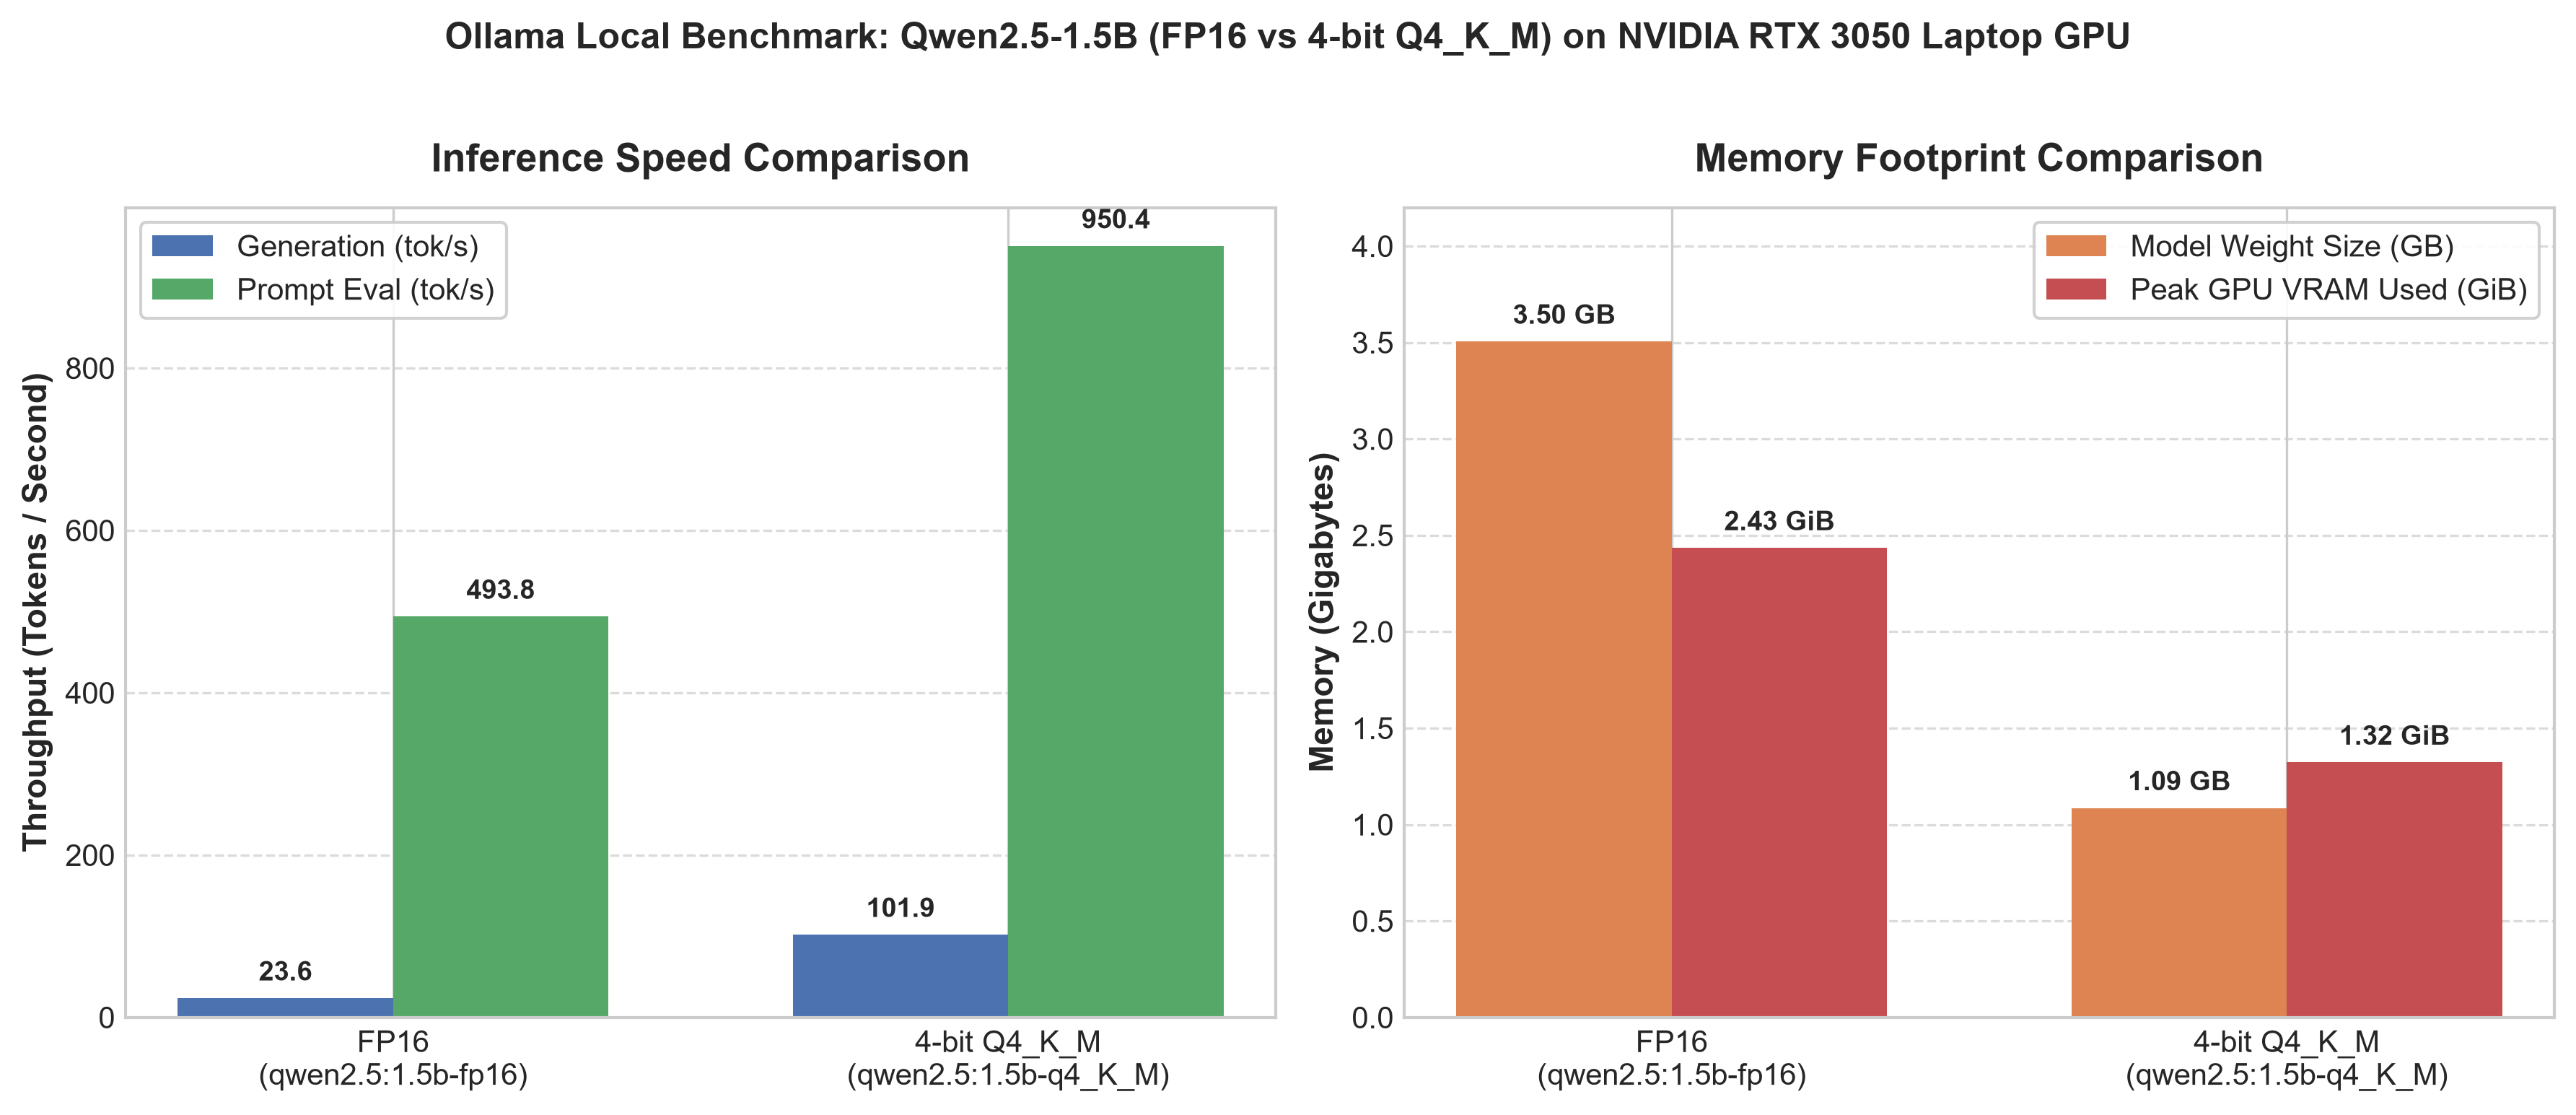 Ollama Local Benchmark: Qwen2.5-1.5B (FP16 vs 4-bit Q4_K_M) on NVIDIA RTX 3050 Laptop GPU
Inference Speed Comparison
Generation (tok/s)
Prompt Eval (tok/s)
Throughput (Tokens / Second)
800
600
400
200
0
23.6
493.8
101.9
950.4
FP16
(qwen2.5:1.5b-fp16)
4-bit Q4_K_M
(qwen2.5:1.5b-q4_K_M)
Memory Footprint Comparison
Model Weight Size (GB)
Peak GPU VRAM Used (GiB)
Memory (Gigabytes)
4.0
3.5
3.0
2.5
2.0
1.5
1.0
0.5
0.0
3.50 GB
2.43 GiB
1.09 GB
1.32 GiB
FP16
(qwen2.5:1.5b-fp16)
4-bit Q4_K_M
(qwen2.5:1.5b-q4_K_M)